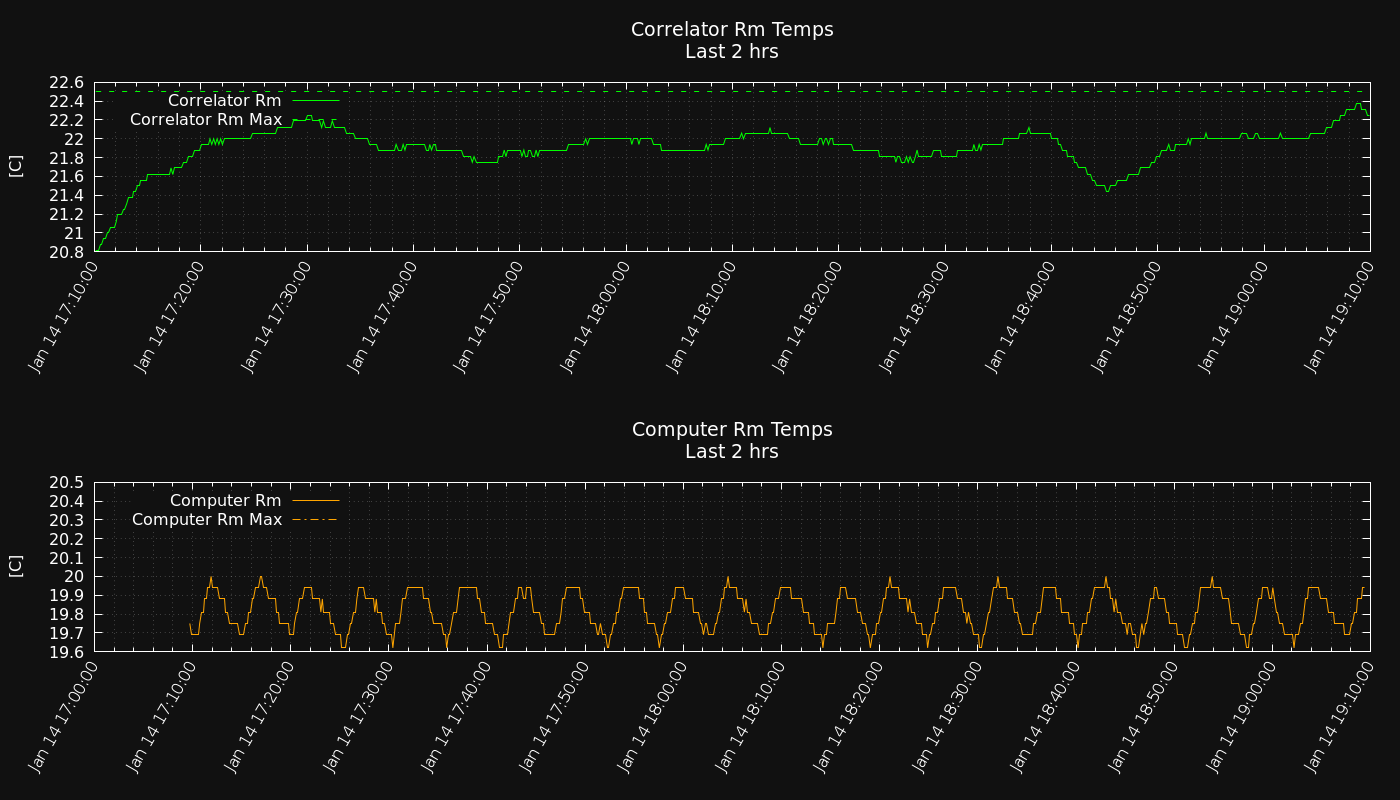 Correlator Rm Temps
Last 2 hrs
[C]
22.6
22.4
22.2
22
21.8
21.6
21.4
21.2
21
20.8
Correlator Rm
Correlator Rm Max
Jan 14 17:10:00
Jan 14 17:20:00
Jan 14 17:30:00
Jan 14 17:40:00
Jan 14 17:50:00
Jan 14 18:00:00
Jan 14 18:10:00
Jan 14 18:20:00
Jan 14 18:30:00
Jan 14 18:40:00
Jan 14 18:50:00
Jan 14 19:00:00
Jan 14 19:10:00
Computer Rm Temps
Last 2 hrs
[C]
20.5
20.4
20.3
20.2
20.1
20
19.9
19.8
19.7
19.6
Computer Rm
Computer Rm Max
Jan 14 17:00:00
Jan 14 17:10:00
Jan 14 17:20:00
Jan 14 17:30:00
Jan 14 17:40:00
Jan 14 17:50:00
Jan 14 18:00:00
Jan 14 18:10:00
Jan 14 18:20:00
Jan 14 18:30:00
Jan 14 18:40:00
Jan 14 18:50:00
Jan 14 19:00:00
Jan 14 19:10:00